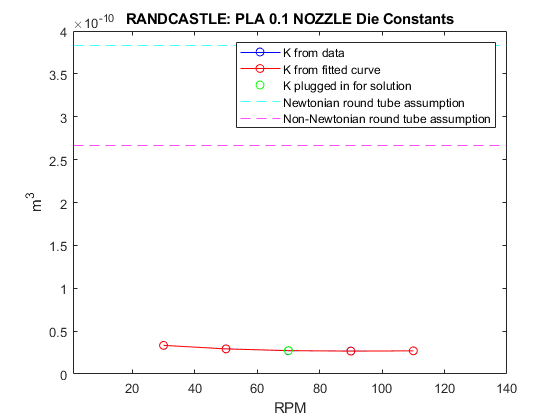 RANDCASTLE: PLA 0.1 NOZZLE Die Constants
×10⁻¹⁰
4
3.5
3
2.5
2
1.5
1
0.5
0
m³
K from data
K from fitted curve
K plugged in for solution
Newtonian round tube assumption
Non-Newtonian round tube assumption
20 40 60 80 100 120 140
RPM